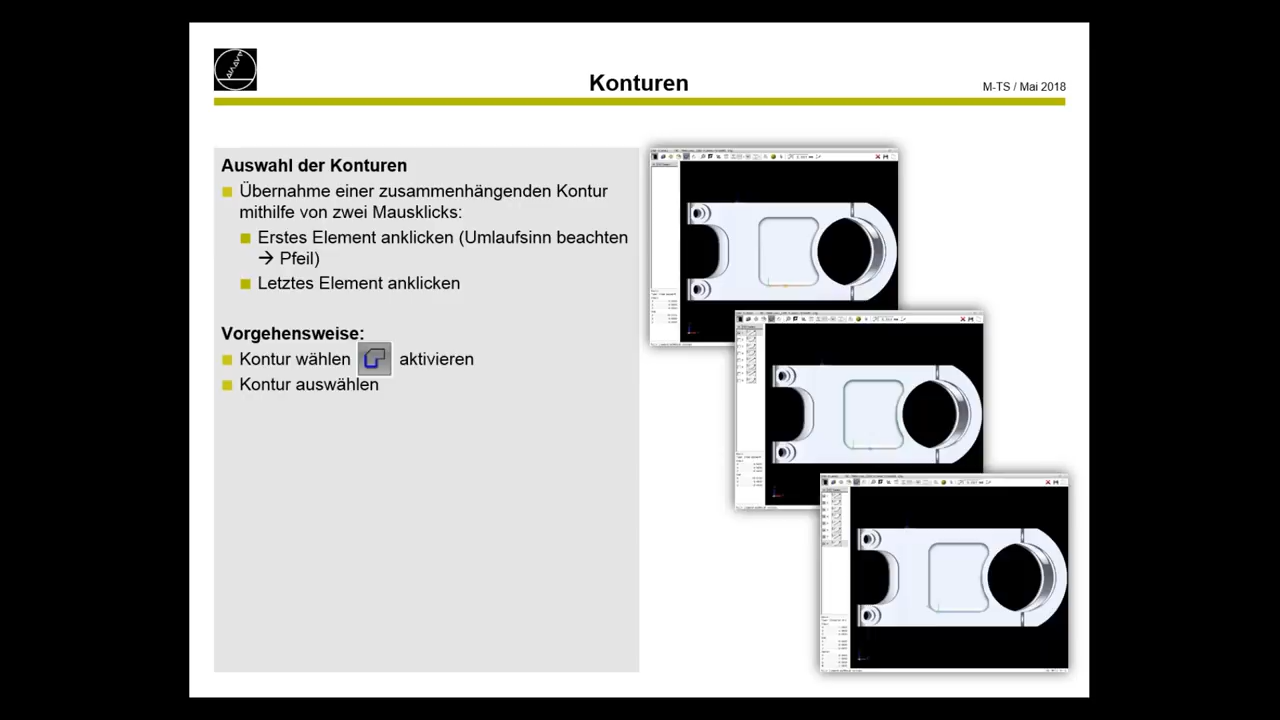 Konturen
M-TS / Mai 2018
Auswahl der Konturen
Übernahme einer zusammenhängenden Kontur
mithilfe von zwei Mausklicks:
Erstes Element anklicken (Umlaufsinn beachten
→ Pfeil)
Letztes Element anklicken
Vorgehensweise:
Kontur wählen aktivieren
Kontur auswählen